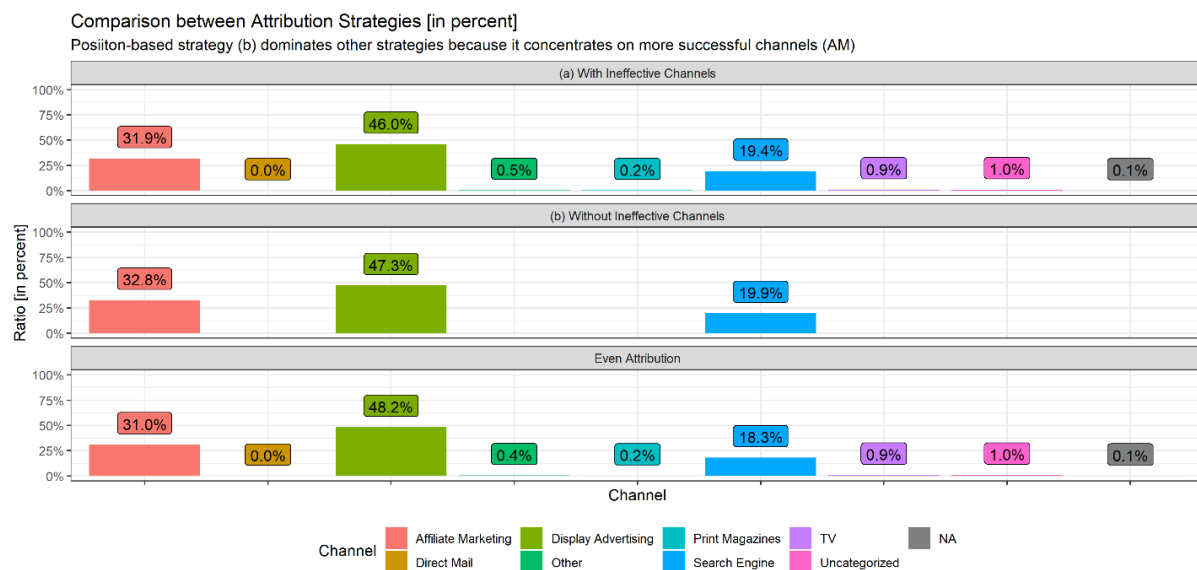 Comparison between Attribution Strategies [in percent]
Posiiton-based strategy (b) dominates other strategies because it concentrates on more successful channels (AM)
(a) With Ineffective Channels
100%
75%
50%
25%
0%
31.9%
0.0%
46.0%
0.5%
0.2%
19.4%
0.9%
1.0%
0.1%
(b) Without Ineffective Channels
Ratio [in percent]
100%
75%
50%
25%
0%
32.8%
47.3%
19.9%
Even Attribution
100%
75%
50%
25%
0%
31.0%
0.0%
48.2%
0.4%
0.2%
18.3%
0.9%
1.0%
0.1%
Channel
Channel
Affiliate Marketing
Display Advertising
Print Magazines
TV
NA
Direct Mail
Other
Search Engine
Uncategorized